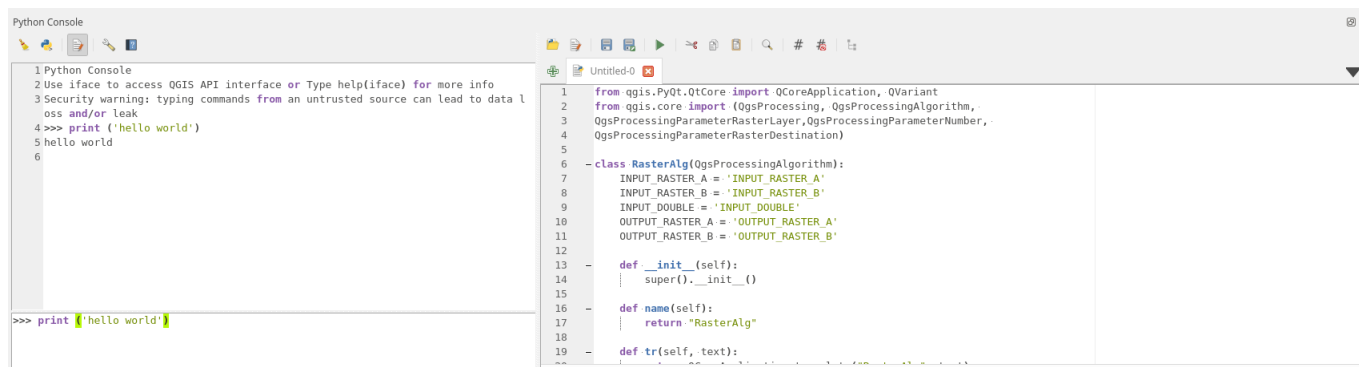 Python Console
1 Python Console
2 Use iface to access QGIS API interface or Type help(iface) for more info
3 Security warning: typing commands from an untrusted source can lead to data l
oss and/or leak
4 >>> print ('hello world')
5 hello world
6
>>> print ('hello world')
Untitled-0
1 from qgis.PyQt.QtCore import QCoreApplication, QVariant
2 from qgis.core import (QgsProcessing, QgsProcessingAlgorithm,
3 QgsProcessingParameterRasterLayer,QgsProcessingParameterNumber,
4 QgsProcessingParameterRasterDestination)
5
6 class RasterAlg(QgsProcessingAlgorithm):
7 INPUT_RASTER_A = 'INPUT_RASTER_A'
8 INPUT_RASTER_B = 'INPUT_RASTER_B'
9 INPUT_DOUBLE = 'INPUT_DOUBLE'
10 OUTPUT_RASTER_A = 'OUTPUT_RASTER_A'
11 OUTPUT_RASTER_B = 'OUTPUT_RASTER_B'
12
13 def __init__(self):
14 super().__init__()
15
16 def name(self):
17 return "RasterAlg"
18
19 def tr(self, text):